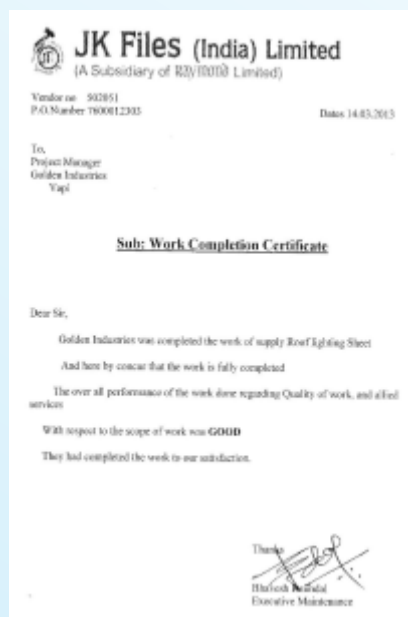 JK Files (India) Limited
(A Subsidiary of Raymond Limited)
Vendor no 502051
P.O.Number 7600012303
Dates 14.03.2013
To,
Project Manager
Golden Industries
Vapi
Sub: Work Completion Certificate
Dear Sir,
Golden Industries was completed the work of supply Roof lighting Sheet
And here by concur that the work is fully completed
The over all performance of the work done regarding Quality of work, and allied
services
With respect to the scope of work was GOOD
They had completed the work to our satisfaction.
Thanks
Executive Maintenance